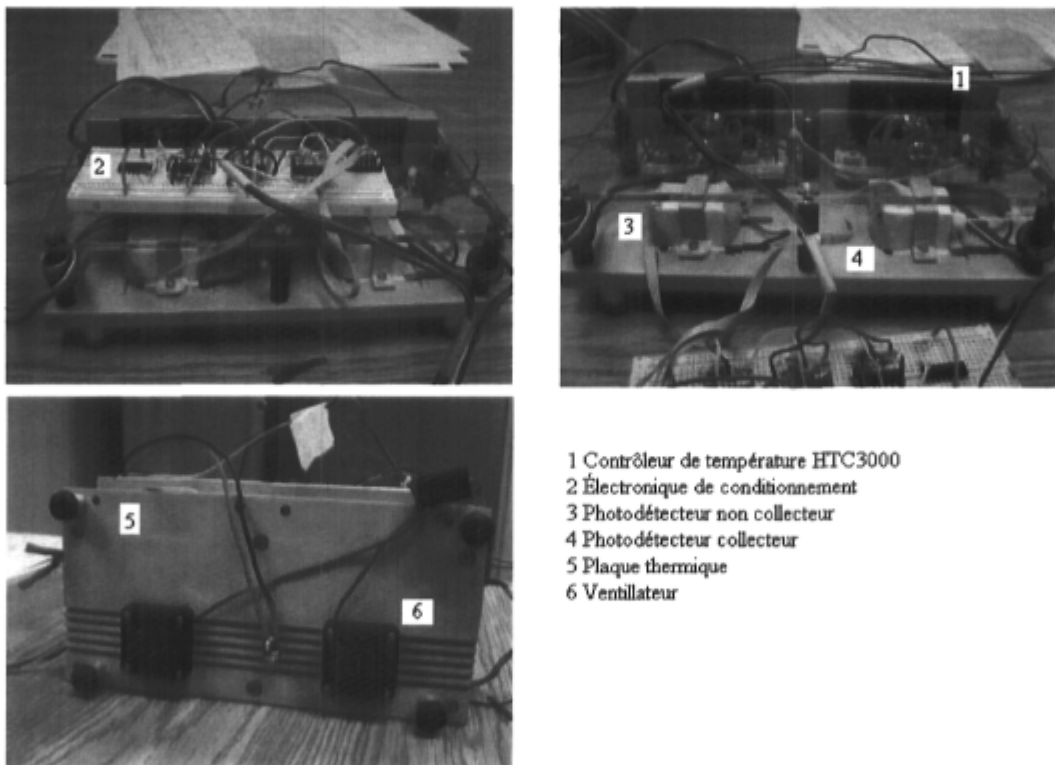 2
1
3
4
5
6
1 Contrôleur de température HTC3000
2 Électronique de conditionnement
3 Photodétecteur non collecteur
4 Photodétecteur collecteur
5 Plaque thermique
6 Ventillateur